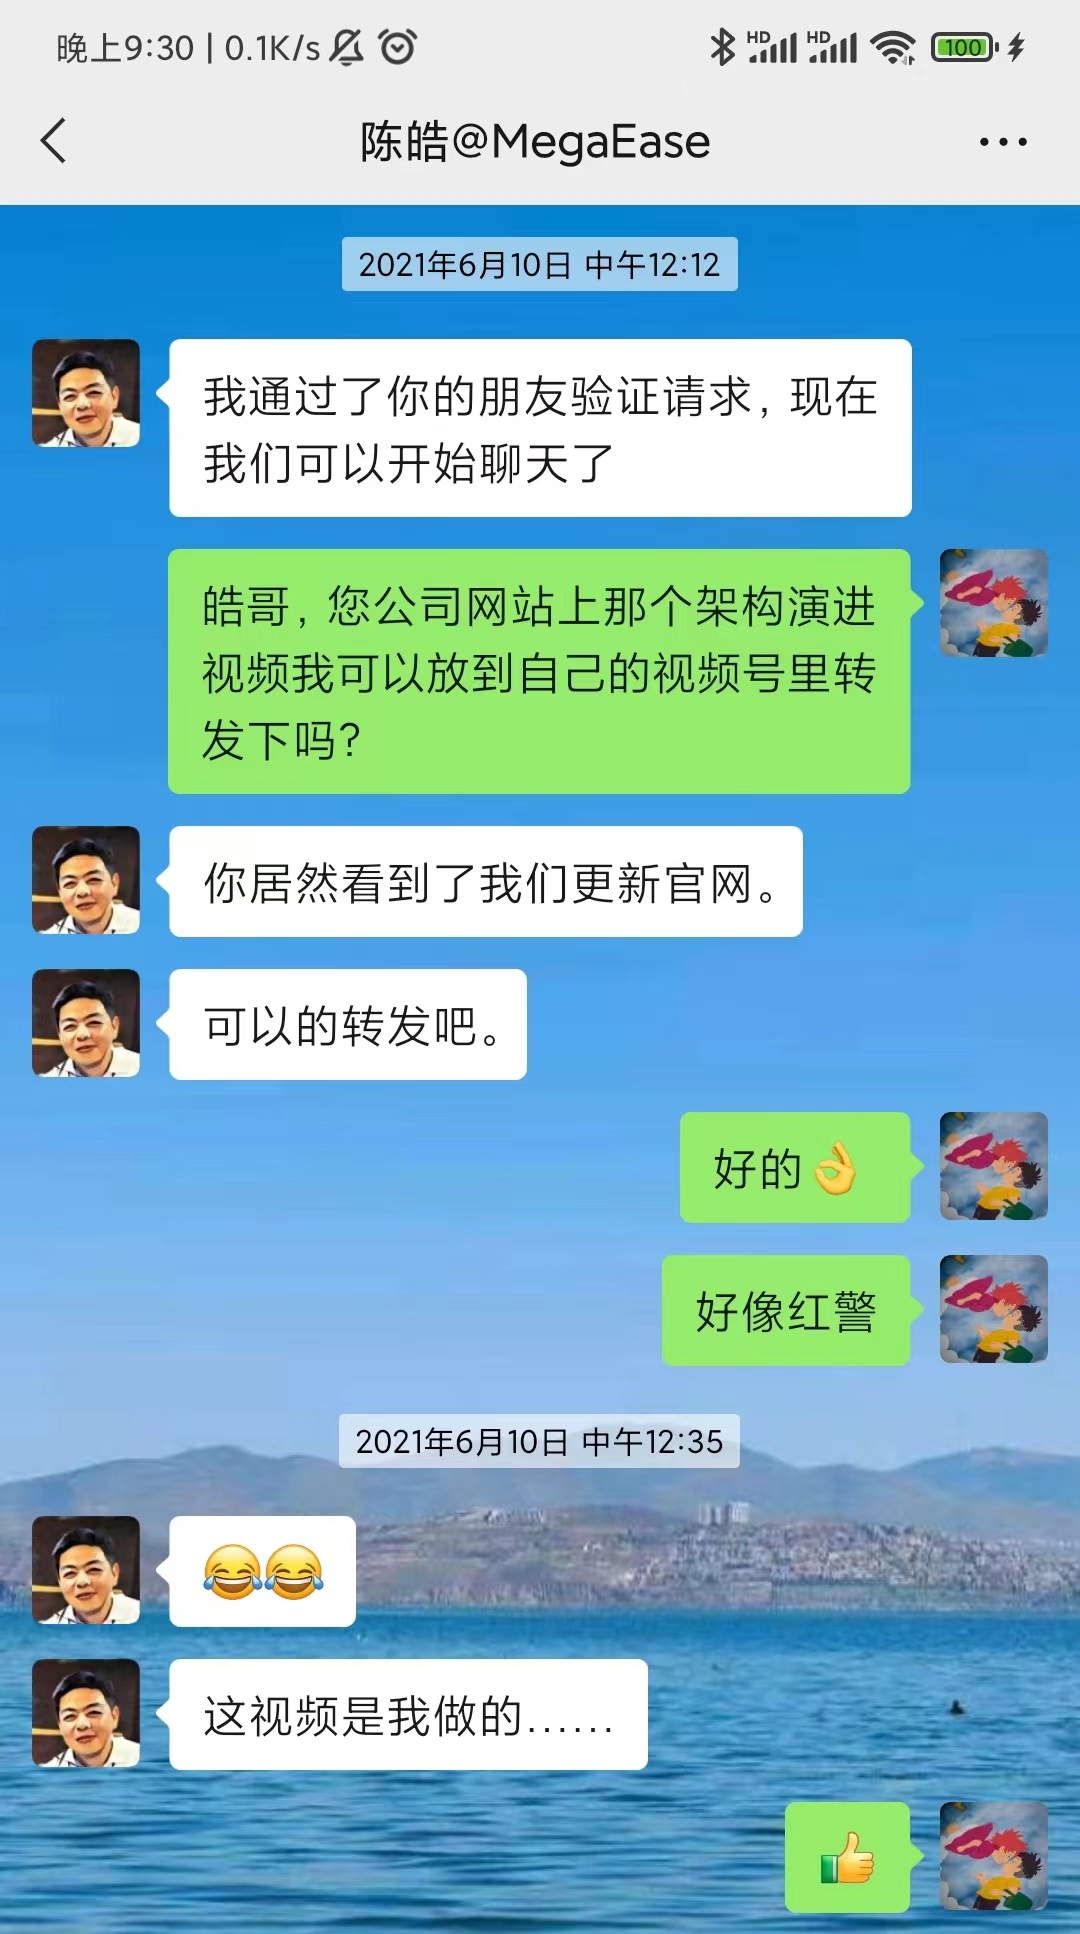 晚上9:30 | 0.1K/s
HD HD 100
陈皓@MegaEase
2021年6月10日 中午12:12
我通过了你的朋友验证请求，现在
我们可以开始聊天了
皓哥，您公司网站上那个架构演进
视频我可以放到自己的视频号里转
发下吗？
你居然看到了我们更新官网。
可以的转发吧。
好的👌
好像红警
2021年6月10日 中午12:35
😂😂
这视频是我做的......
👍